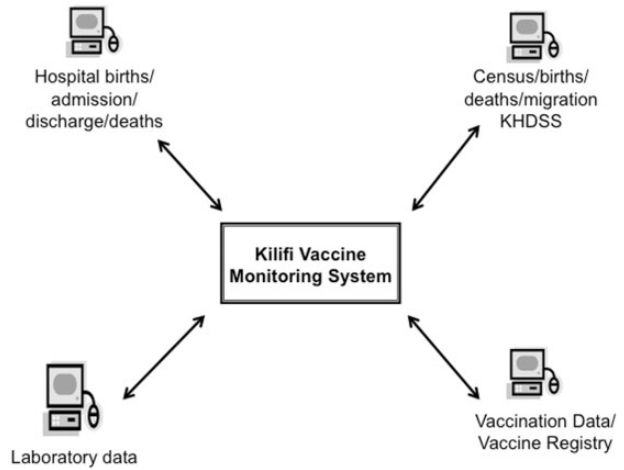 Hospital births/
admission/
discharge/deaths
Census/births/
deaths/migration
KHDSS
Kilifi Vaccine
Monitoring System
Laboratory data
Vaccination Data/
Vaccine Registry